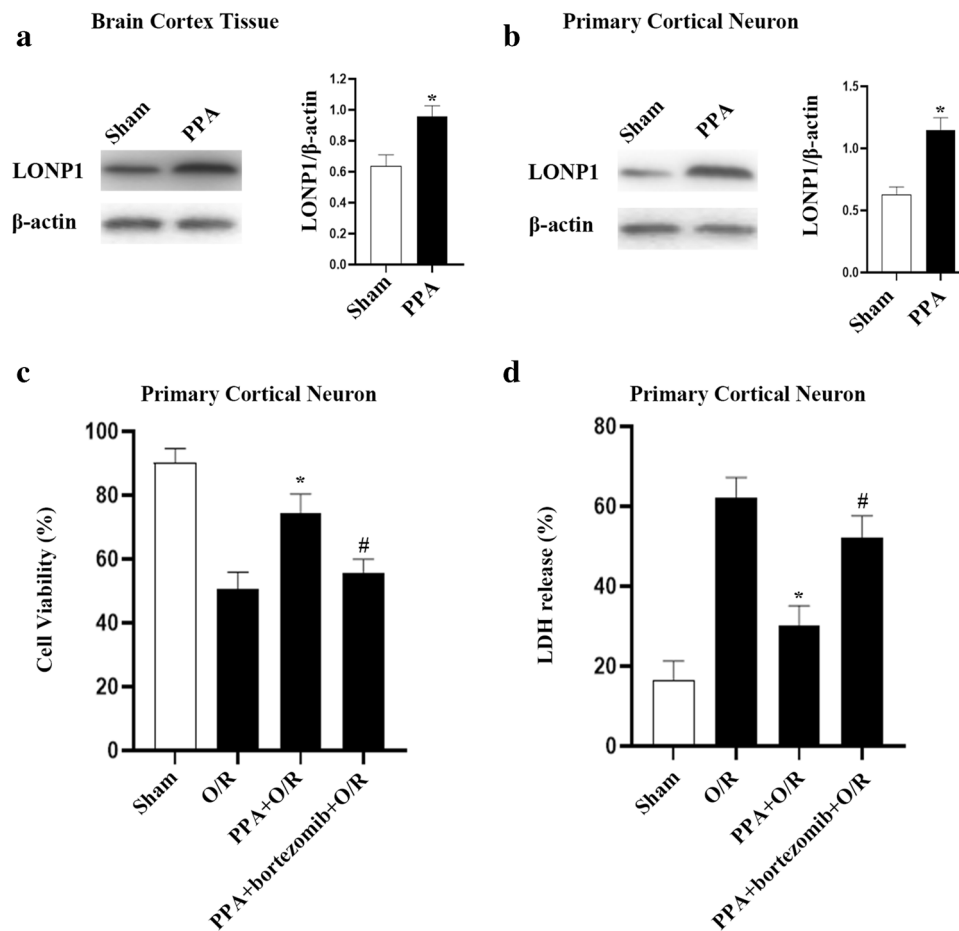 a
Brain Cortex Tissue
Sham
PPA
LONP1
β-actin
LONP1/β-actin
1.2
1.0
0.8
0.6
0.4
0.2
0.0
*
Sham
PPA
b
Primary Cortical Neuron
Sham
PPA
LONP1
β-actin
LONP1/β-actin
1.5
1.0
0.5
0.0
*
Sham
PPA
c
Primary Cortical Neuron
Cell Viability (%)
100
80
60
40
20
0
*
#
Sham
O/R
PPA+O/R
PPA+bortezomib+O/R
d
Primary Cortical Neuron
LDH release (%)
80
60
40
20
0
*
#
Sham
O/R
PPA+O/R
PPA+bortezomib+O/R